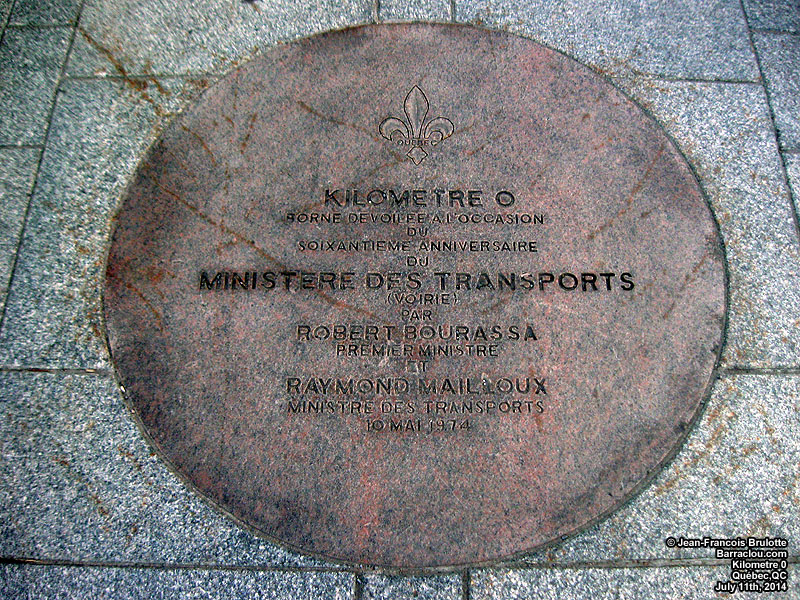 QUÉBEC
KILOMETRE O
BORNE DEVOILEE A L'OCCASION
DU
SOIXANTIEME ANNIVERSAIRE
DU
MINISTERE DES TRANSPORTS
(VOIRIE)
PAR
ROBERT BOURASSA
PREMIER MINISTRE
ET
RAYMOND MAILLOUX
MINISTRE DES TRANSPORTS
10 MAI 1974
© Jean-Francois Brulotte
Barraclou.com
Kilometre 0
Québec,QC
July 11th, 2014